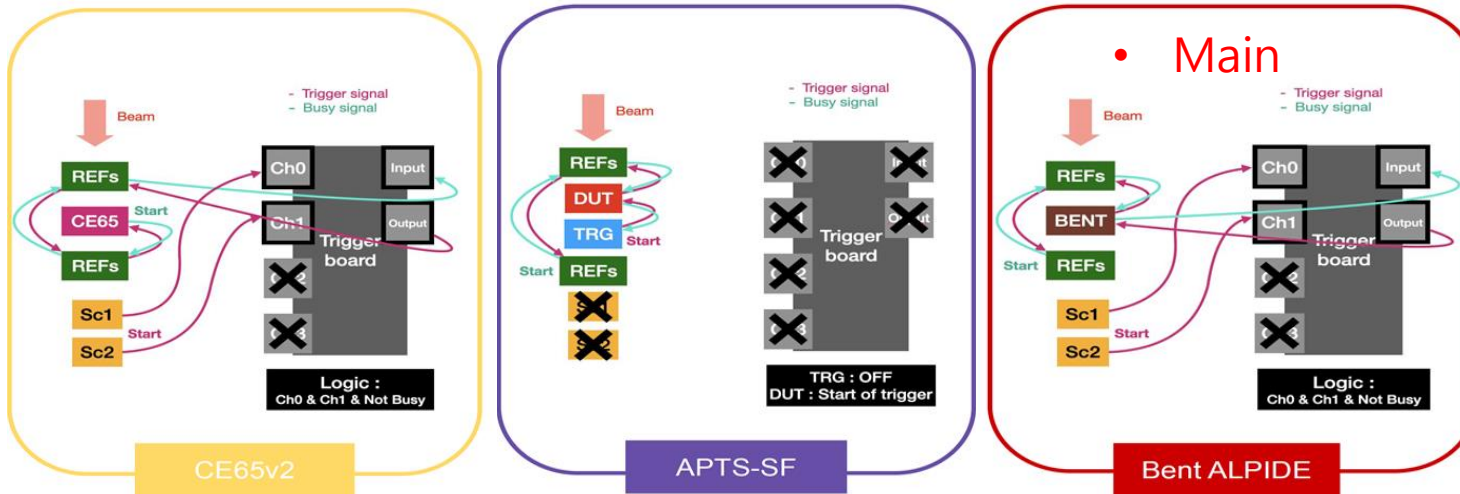 - Trigger signal
- Busy signal
Beam
REFs
CE65
Start
REFs
Sc1
Start
Sc2
Ch0
Ch1
Input
Output
Trigger
board
Logic :
Ch0 & Ch1 & Not Busy
CE65v2
- Trigger signal
- Busy signal
Beam
REFs
DUT
TRG
Start
Start
REFs
Trigger
board
TRG : OFF
DUT : Start of trigger
APTS-SF
• Main
- Trigger signal
- Busy signal
Beam
REFs
BENT
Start
REFs
Sc1
Start
Sc2
Ch0
Ch1
Input
Output
Trigger
board
Logic :
Ch0 & Ch1 & Not Busy
Bent ALPIDE